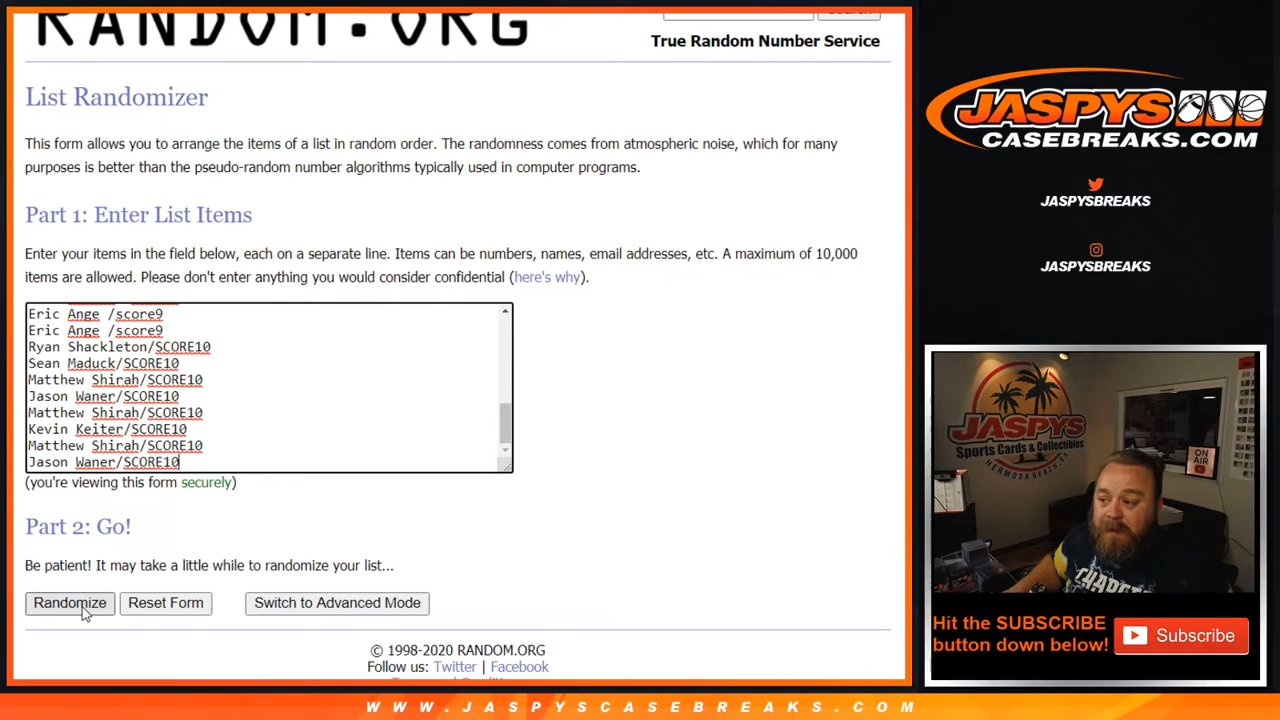 RANDOM.ORG
Search
True Random Number Service
List Randomizer
This form allows you to arrange the items of a list in random order. The randomness comes from atmospheric noise, which for many
purposes is better than the pseudo-random number algorithms typically used in computer programs.
Part 1: Enter List Items
Enter your items in the field below, each on a separate line. Items can be numbers, names, email addresses, etc. A maximum of 10,000
items are allowed. Please don't enter anything you would consider confidential (here's why).
Eric Ange /score9
Eric Ange /score9
Ryan Shackleton/SCORE10
Sean Maduck/SCORE10
Matthew Shirah/SCORE10
Jason Waner/SCORE10
Matthew Shirah/SCORE10
Kevin Keiter/SCORE10
Matthew Shirah/SCORE10
Jason Waner/SCORE10
(you're viewing this form securely)
Part 2: Go!
Be patient! It may take a little while to randomize your list...
Randomize
Reset Form
Switch to Advanced Mode
© 1998-2020 RANDOM.ORG
Follow us: Twitter | Facebook
JASPYS
CASEBREAKS.COM
JASPYSBREAKS
JASPYSBREAKS
JASPYS
Sports Cards & Collectibles
HERMOSA BEACH, CA
ON AIR
Hit the SUBSCRIBE
button down below!
Subscribe
WWW.JASPYSCASEBREAKS.COM